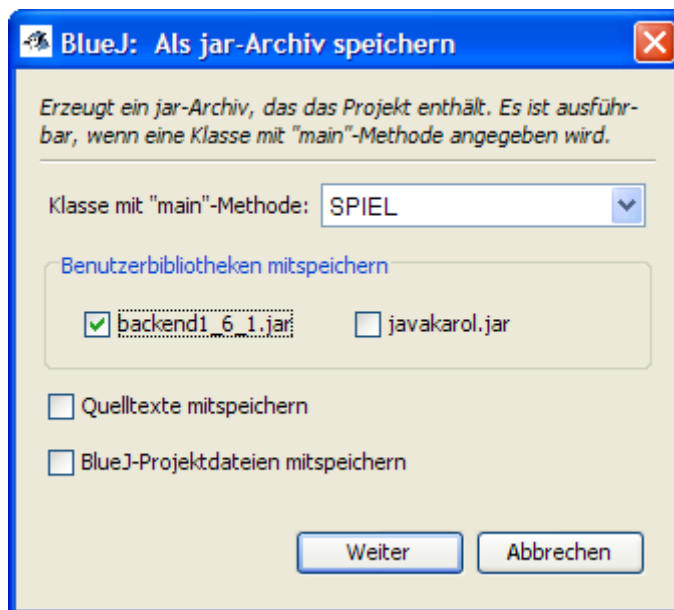 BlueJ: Als jar-Archiv speichern
Erzeugt ein jar-Archiv, das das Projekt enthält. Es ist ausführ-
bar, wenn eine Klasse mit "main"-Methode angegeben wird.
Klasse mit "main"-Methode: SPIEL
Benutzerbibliotheken mitspeichern
backend1_6_1.jar javakarol.jar
Quelltexte mitspeichern
BlueJ-Projektdateien mitspeichern
Weiter Abbrechen